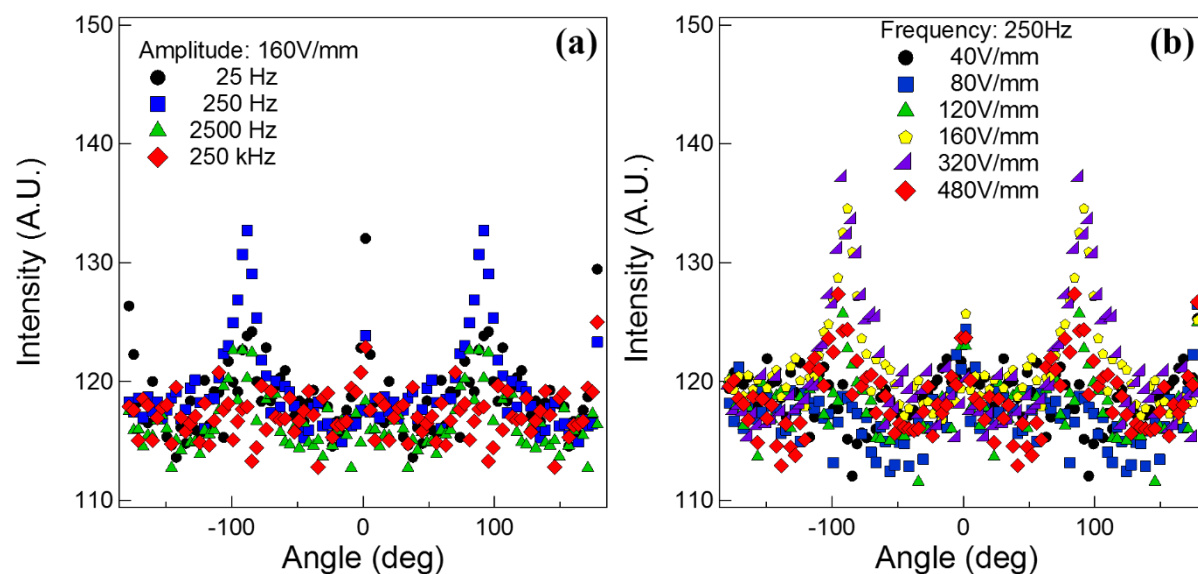 (a)
Amplitude: 160V/mm
25 Hz
250 Hz
2500 Hz
250 kHz
150
140
130
120
110
Intensity (A.U.)
-100
0
100
Angle (deg)
(b)
Frequency: 250Hz
40V/mm
80V/mm
120V/mm
160V/mm
320V/mm
480V/mm
150
140
130
120
110
Intensity (A.U.)
-100
0
100
Angle (deg)